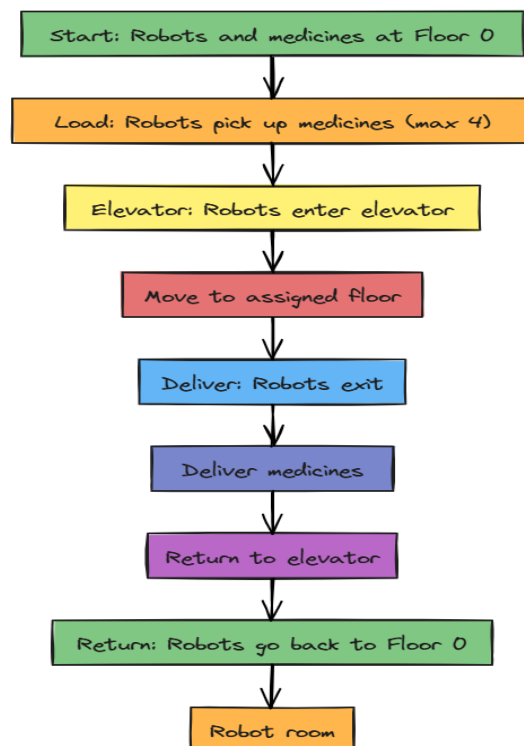 Start: Robots and medicines at Floor 0
Load: Robots pick up medicines (max 4)
Elevator: Robots enter elevator
Move to assigned floor
Deliver: Robots exit
Deliver medicines
Return to elevator
Return: Robots go back to Floor 0
Robot room